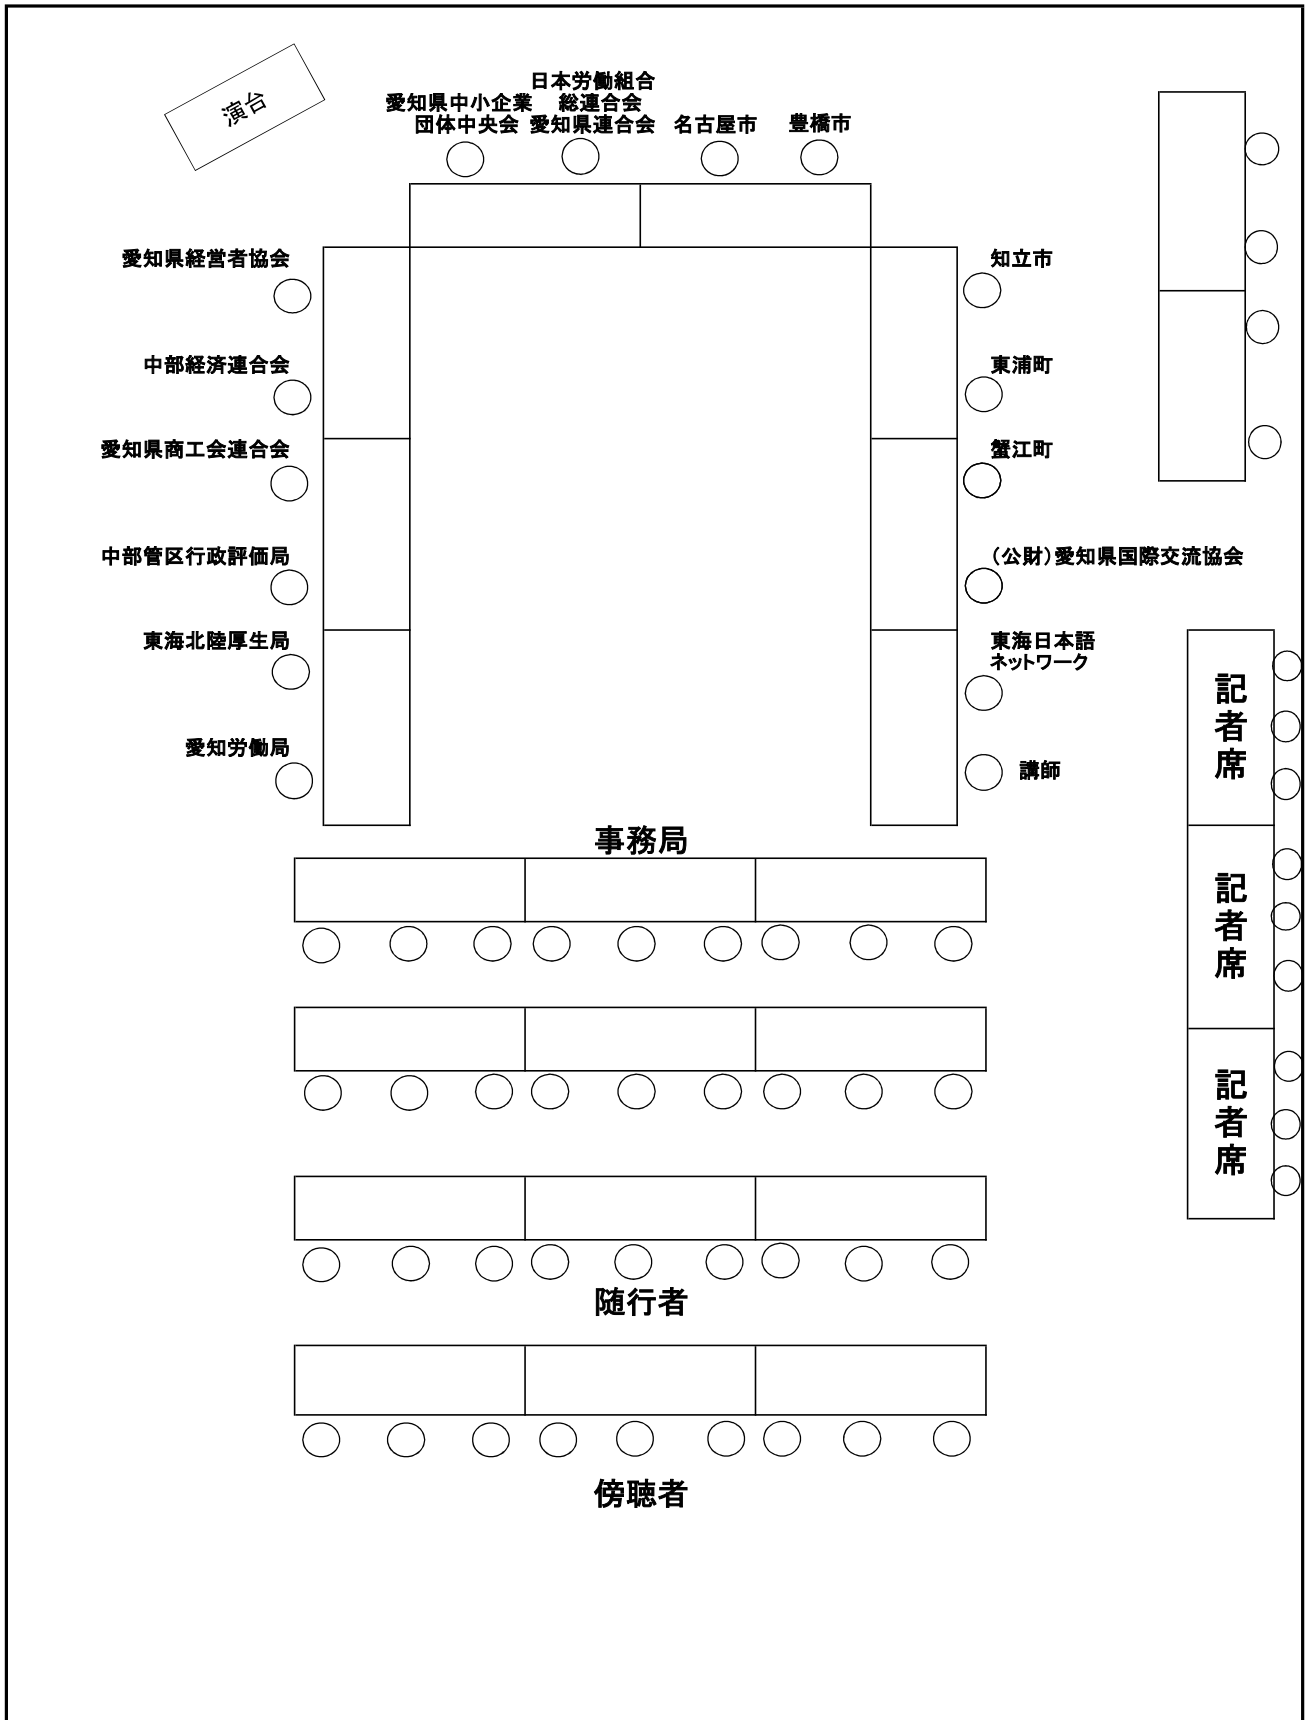 演台
日本労働組合
愛知県中小企業 総連合会
団体中央会 愛知県連合会 名古屋市 豊橋市
愛知県経営者協会
知立市
中部経済連合会
東浦町
愛知県商工会連合会
蟹江町
中部管区行政評価局
（公財）愛知県国際交流協会
東海北陸厚生局
東海日本語
ネットワーク
愛知労働局
講師
記者席
事務局
記者席
記者席
随行者
傍聴者